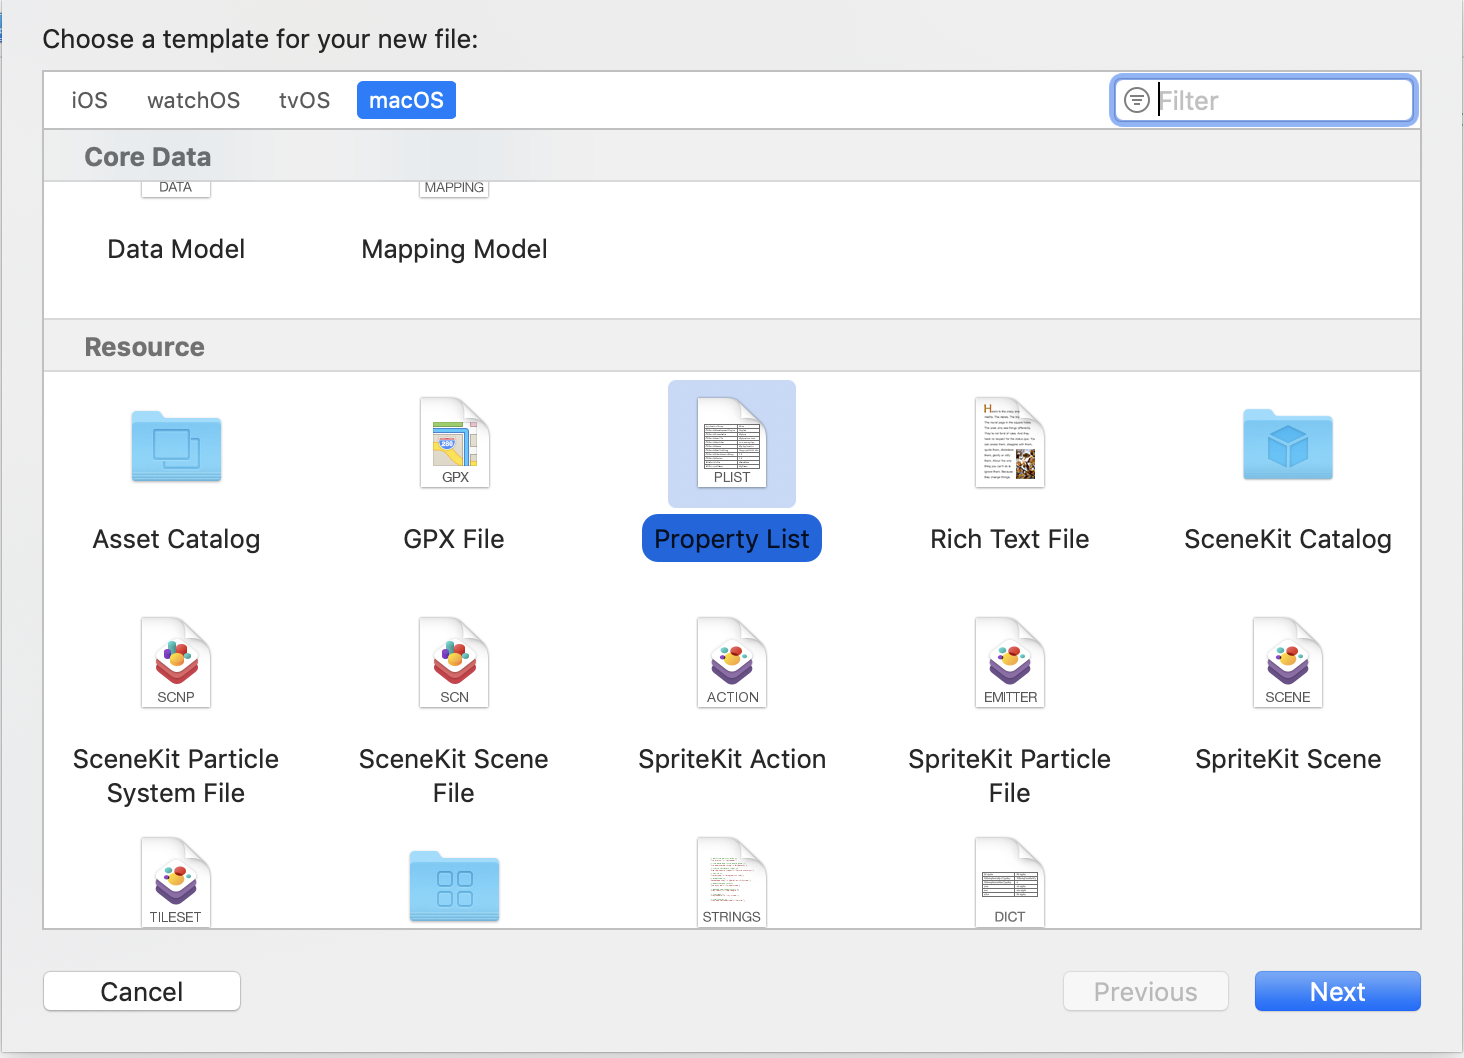 Choose a template for your new file:
iOS watchOS tvOS macOS Filter
Core Data
DATA MAPPING
Data Model Mapping Model
Resource
GPX PLIST
Asset Catalog GPX File Property List Rich Text File SceneKit Catalog
SCNP SCN ACTION EMITTER SCENE
SceneKit Particle SceneKit Scene SpriteKit Action SpriteKit Particle SpriteKit Scene
System File File File
TILESET STRINGS DICT
Cancel Previous Next